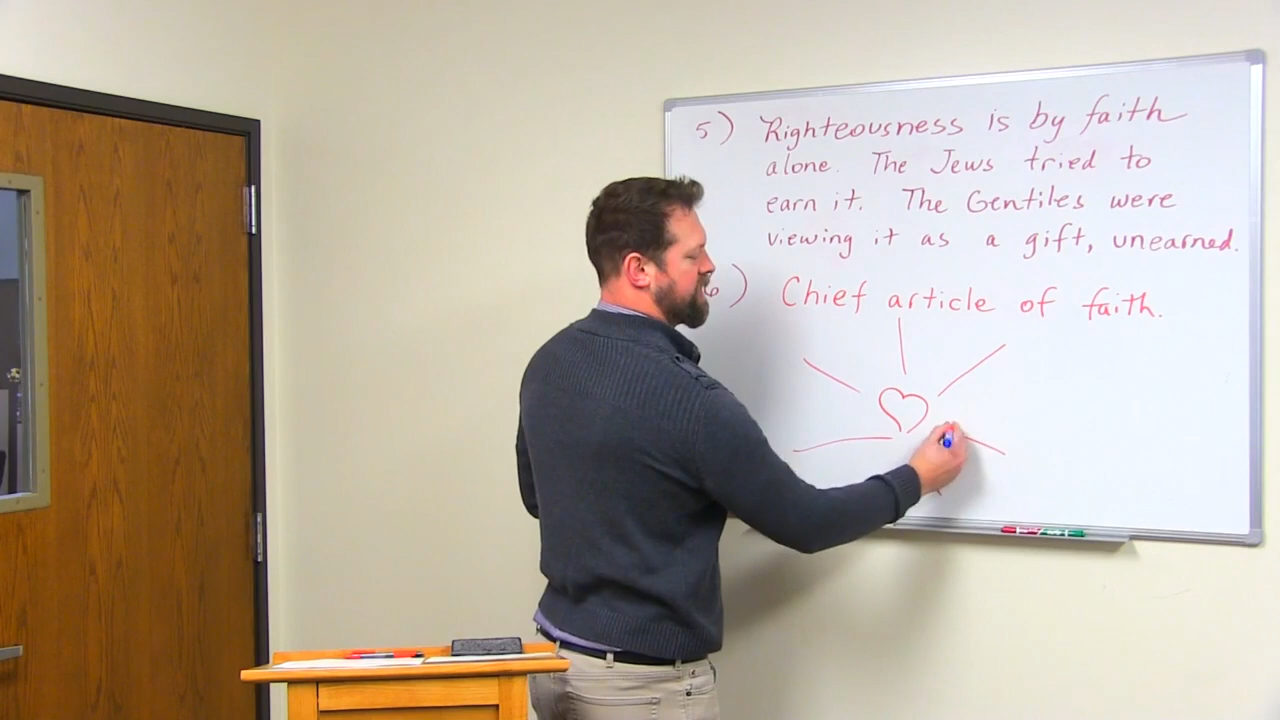 5) Righteousness is by faith
alone. The Jews tried to
earn it. The Gentiles were
viewing it as a gift, unearned.
6) Chief article of faith.